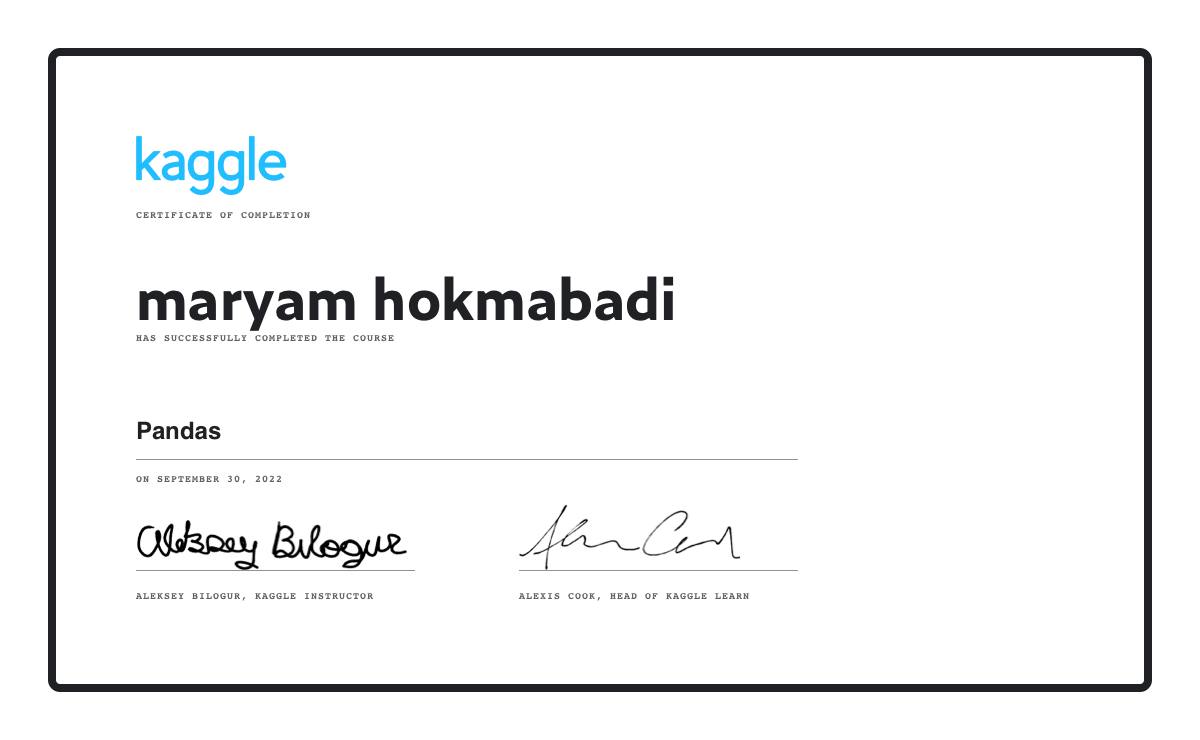 kaggle
CERTIFICATE OF COMPLETION
maryam hokmabadi
HAS SUCCESSFULLY COMPLETED THE COURSE
Pandas
ON SEPTEMBER 30, 2022
Aleksey Bilogur
ALEKSEY BILOGUR, KAGGLE INSTRUCTOR
ALEXIS COOK, HEAD OF KAGGLE LEARN